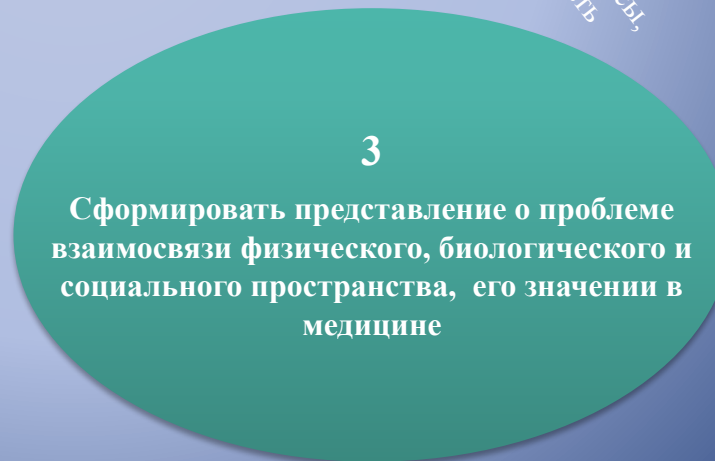 3
Сформировать представление о проблеме
взаимосвязи физического, биологического и
социального пространства, его значении в
медицине